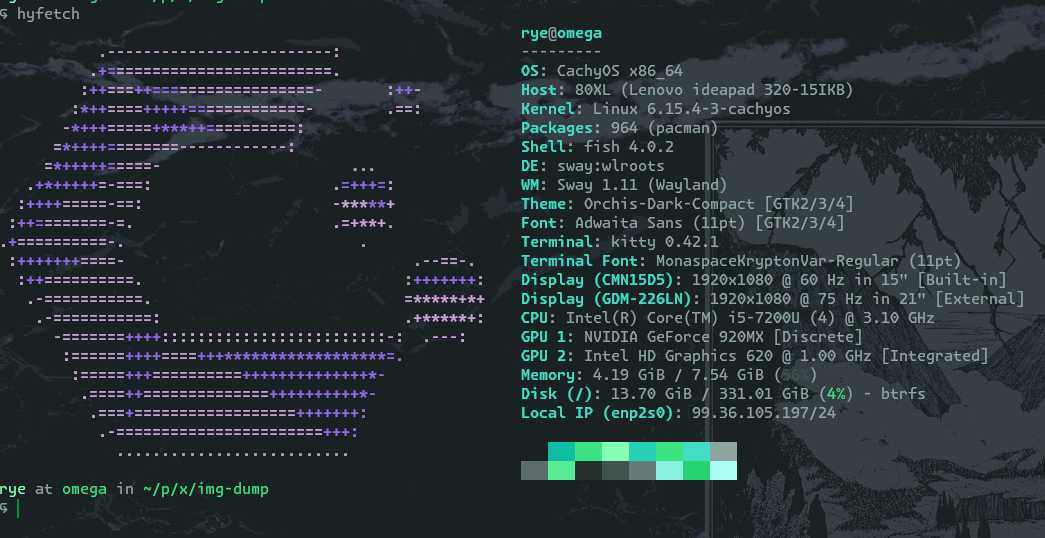 hyfetch
rye@omega
---------
OS: CachyOS x86_64
Host: 80XL (Lenovo ideapad 320-15IKB)
Kernel: Linux 6.15.4-3-cachyos
Packages: 964 (pacman)
Shell: fish 4.0.2
DE: sway:wlroots
WM: Sway 1.11 (Wayland)
Theme: Orchis-Dark-Compact [GTK2/3/4]
Font: Adwaita Sans (11pt) [GTK2/3/4]
Terminal: kitty 0.42.1
Terminal Font: MonaspaceKryptonVar-Regular (11pt)
Display (CMN15D5): 1920x1080 @ 60 Hz in 15" [Built-in]
Display (GDM-226LN): 1920x1080 @ 75 Hz in 21" [External]
CPU: Intel(R) Core(TM) i5-7200U (4) @ 3.10 GHz
GPU 1: NVIDIA GeForce 920MX [Discrete]
GPU 2: Intel HD Graphics 620 @ 1.00 GHz [Integrated]
Memory: 4.19 GiB / 7.54 GiB (56%)
Disk (/): 13.70 GiB / 331.01 GiB (4%) - btrfs
Local IP (enp2s0): 99.36.105.197/24
rye at omega in ~/p/x/img-dump